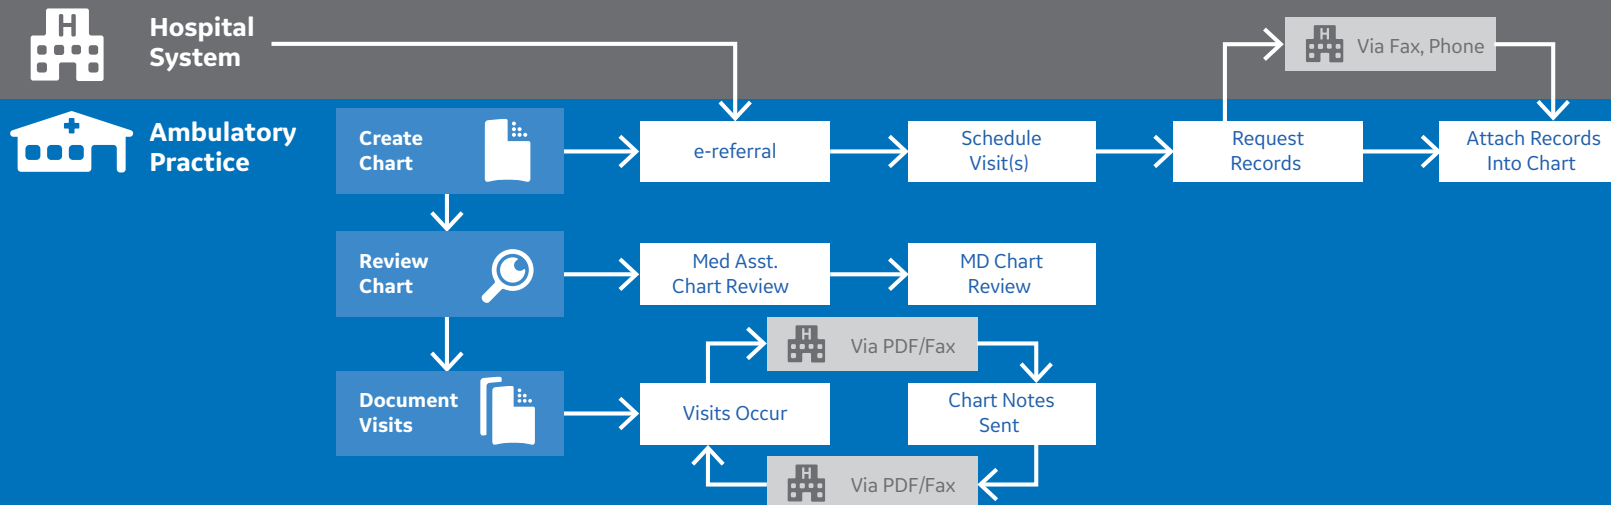 Hospital
System
H
H
Via Fax, Phone
Ambulatory
Practice
Create
Chart
e-referral
Schedule
Visit(s)
Request
Records
Attach Records
Into Chart
Review
Chart
Med Asst.
Chart Review
MD Chart
Review
H
Via PDF/Fax
Document
Visits
Visits Occur
Chart Notes
Sent
H
Via PDF/Fax